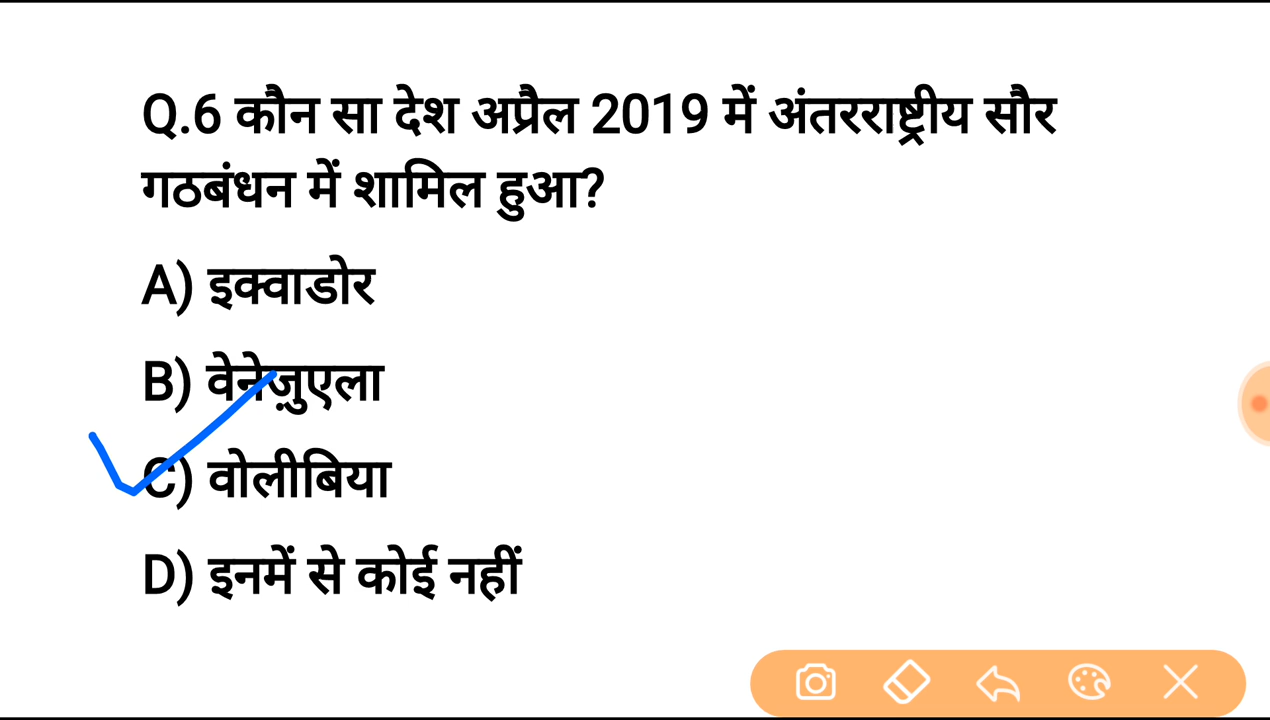 Q.6 कौन सा देश अप्रैल 2019 में अंतरराष्ट्रीय सौर
गठबंधन में शामिल हुआ?
A) इक्वाडोर
B) वेनेज़ुएला
C) वोलीबिया
D) इनमें से कोई नहीं